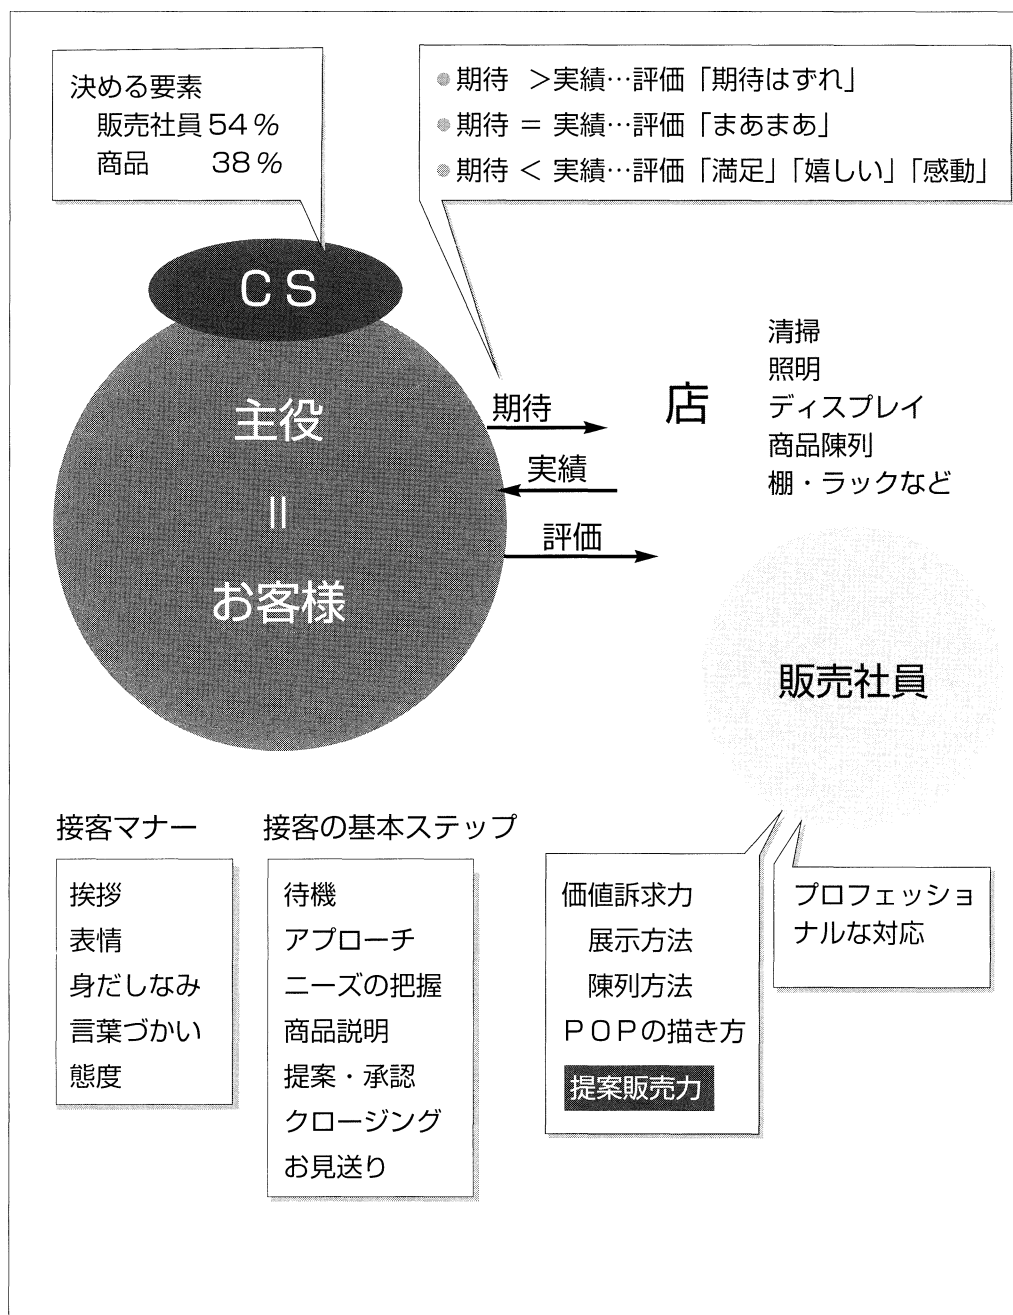 決める要素
販売社員 54%
商品 38%
●期待 >実績…評価「期待はずれ」
●期待 = 実績…評価「まあまあ」
●期待 < 実績…評価「満足」「嬉しい」「感動」
CS
主役
=
お客様
期待
実績
評価
店
清掃
照明
ディスプレイ
商品陳列
棚・ラックなど
販売社員
接客マナー
挨拶
表情
身だしなみ
言葉づかい
態度
接客の基本ステップ
待機
アプローチ
ニーズの把握
商品説明
提案・承認
クロージング
お見送り
価値訴求力
展示方法
陳列方法
POPの描き方
提案販売力
プロフェッショ
ナルな対応